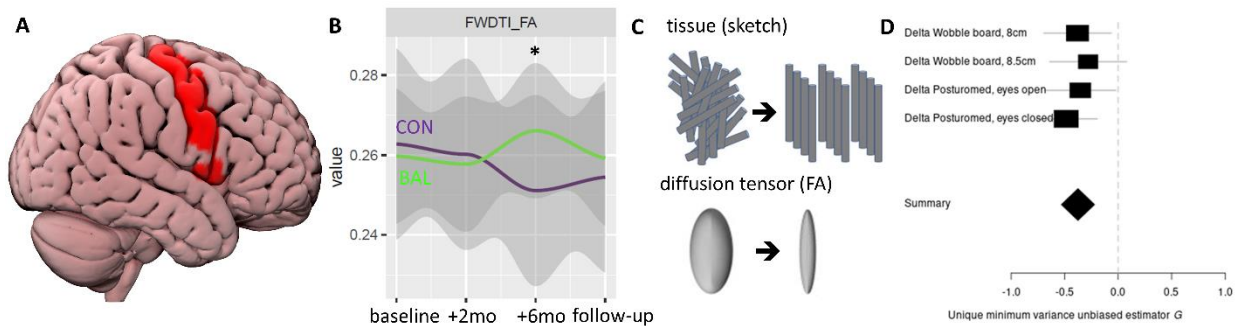 A
B
FWDTI_FA
*
0.28
0.26
0.24
value
CON
BAL
baseline +2mo +6mo follow-up
C
tissue (sketch)
diffusion tensor (FA)
D
Delta Wobble board, 8cm
Delta Wobble board, 8.5cm
Delta Posturomed, eyes open
Delta Posturomed, eyes closed
Summary
-1.0 -0.5 0.0 0.5 1.0
Unique minimum variance unbiased estimator G